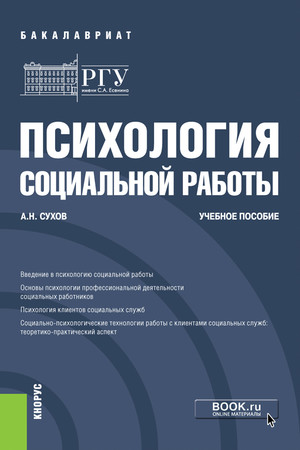 БАКАЛАВРИАТ
РГУ
имени С.А. Есенина
ПСИХОЛОГИЯ
СОЦИАЛЬНОЙ РАБОТЫ
А.Н. СУХОВ
УЧЕБНОЕ ПОСОБИЕ
Введение в психологию социальной работы
Основы психологии профессиональной деятельности
социальных работников
Психология клиентов социальных служб
Социально-психологические технологии работы с клиентами социальных служб:
теоретико-практический аспект
КНОРУС
BOOK.ru
ONLINE МАТЕРИАЛЫ